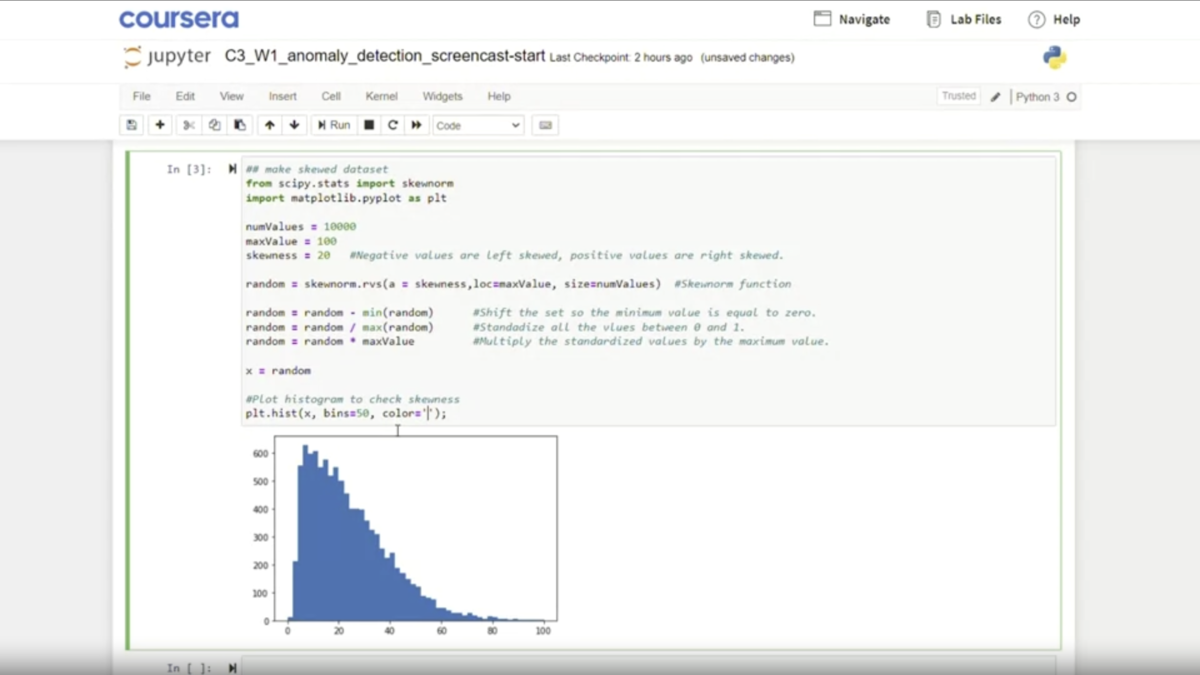 coursera
Navigate
Lab Files
Help
jupyter C3_W1_anomaly_detection_screencast-start Last Checkpoint: 2 hours ago (unsaved changes)
File Edit View Insert Cell Kernel Widgets Help
Trusted
Python 3
Run
Code
In [3]:
## make skewed dataset
from scipy.stats import skewnorm
import matplotlib.pyplot as plt
numValues = 10000
maxValue = 100
skewness = 20 #Negative values are left skewed, positive values are right skewed.
random = skewnorm.rvs(a = skewness,loc=maxValue, size=numValues) #Skewnorm function
random = random - min(random) #Shift the set so the minimum value is equal to zero.
random = random / max(random) #Standadize all the vlues between 0 and 1.
random = random * maxValue #Multiply the standardized values by the maximum value.
x = random
#Plot histogram to check skewness
plt.hist(x, bins=50, color='');
600
500
400
300
200
100
0
0 20 40 60 80 100
In [ ]: